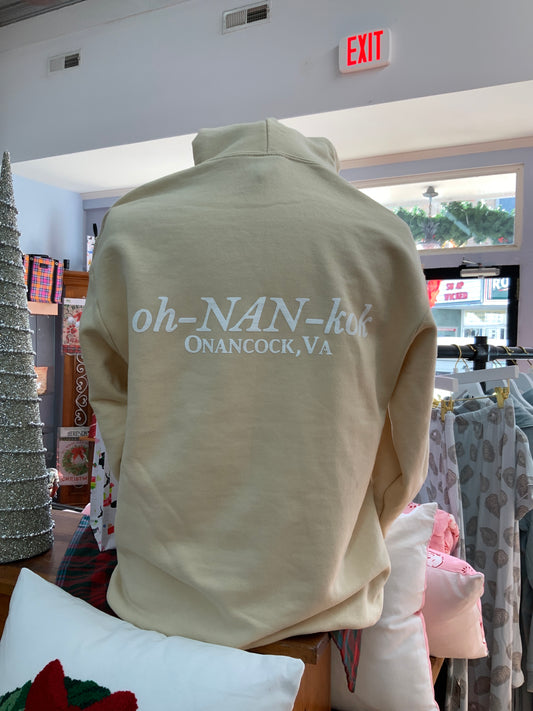 EXIT
oh-NAN-kok
ONANCOCK, VA